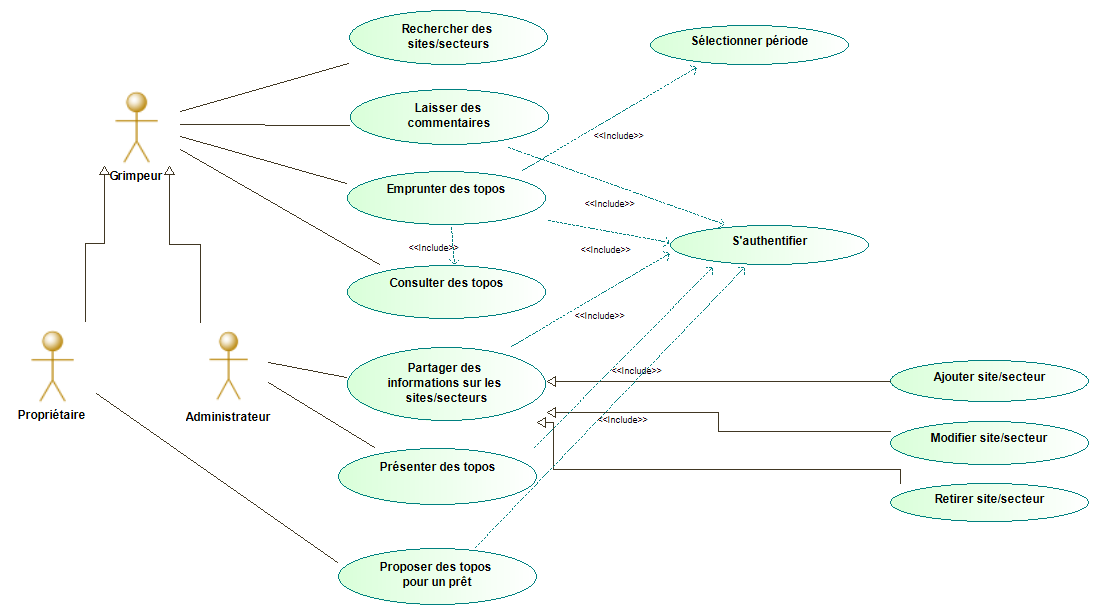 Rechercher des
sites/secteurs
Sélectionner période
Laisser des
commentaires
<<Include>>
Grimpeur
Emprunter des topos
<<Include>>
<<Include>>
<<Include>>
S'authentifier
Consulter des topos
<<Include>>
Propriétaire
Administrateur
Partager des
informations sur les
sites/secteurs
<<Include>>
<<Include>>
Ajouter site/secteur
Modifier site/secteur
Présenter des topos
Retirer site/secteur
Proposer des topos
pour un prêt